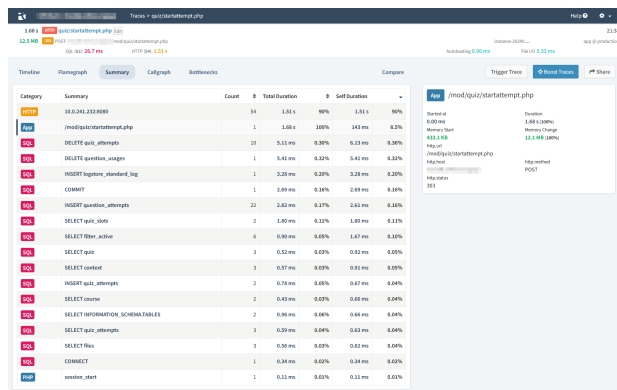 Traces > quiz/startattempt.php
Help
1.68 s HTTP quiz/startattempt.php Edit
21:3
12.5 MB POST /mod/quiz/startattempt.php
app @ productio
SQL (62): 26.7 ms HTTP (54): 1.51 s Autoloading 0.90 ms File I/O 5.23 ms
Timeline Flamegraph Summary Callgraph Bottlenecks Compare Trigger Trace Boost Traces Share
Category Summary Count Total Duration Self Duration
HTTP 10.0.241.232:8080 54 1.51 s 90% 1.51 s 90%
App /mod/quiz/startattempt.php 1 1.68 s 100% 143 ms 8.5%
SQL DELETE quiz_attempts 10 5.11 ms 0.30% 6.13 ms 0.36%
SQL DELETE question_usages 1 5.41 ms 0.32% 5.41 ms 0.32%
SQL INSERT logstore_standard_log 1 3.28 ms 0.20% 3.28 ms 0.20%
SQL COMMIT 1 2.69 ms 0.16% 2.69 ms 0.16%
SQL INSERT question_attempts 22 2.82 ms 0.17% 2.61 ms 0.16%
SQL SELECT quiz_slots 2 1.80 ms 0.11% 1.80 ms 0.11%
SQL SELECT filter_active 6 0.90 ms 0.05% 1.67 ms 0.10%
SQL SELECT quiz 3 0.52 ms 0.03% 0.92 ms 0.05%
SQL SELECT context 3 0.57 ms 0.03% 0.91 ms 0.05%
SQL INSERT quiz_attempts 2 0.78 ms 0.05% 0.67 ms 0.04%
SQL SELECT course 2 0.43 ms 0.03% 0.66 ms 0.04%
SQL SELECT INFORMATION_SCHEMA.TABLES 2 0.96 ms 0.06% 0.66 ms 0.04%
SQL SELECT quiz_attempts 3 0.59 ms 0.04% 0.63 ms 0.04%
SQL SELECT files 3 0.56 ms 0.03% 0.62 ms 0.04%
SQL CONNECT 1 0.34 ms 0.02% 0.34 ms 0.02%
PHP session_start 1 0.11 ms 0.01% 0.11 ms 0.01%
App /mod/quiz/startattempt.php
Started at Duration
0.00 ms 1.68 s (100%)
Memory Start Memory Change
433.1 KB 12.1 MB (100%)
http.url
/mod/quiz/startattempt.php
http.host http.method
POST
http.status
303